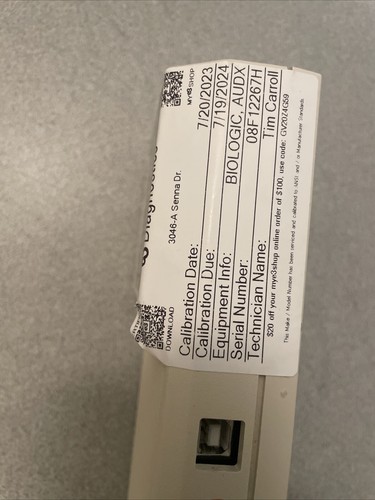 Diagnostics
3046-A Senna Dr.
MYe3 SHOP
DOWNLOAD
Calibration Date: 7/20/2023
Calibration Due: 7/19/2024
Equipment Info: BIOLOGIC, AUDX
Serial Number: 08F12267H
Technician Name: Tim Carroll
$20 off your mye3shop online order of $100, use code: GV2024G59
This Make / Model Number has been serviced and calibrated to ANSI and / or Manufacturer Standards